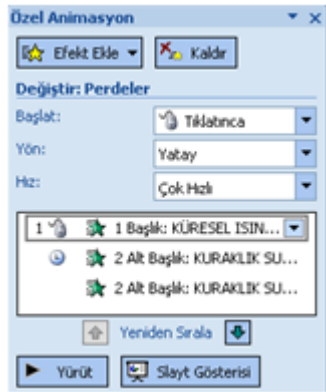 Özel Animasyon
Efekt Ekle Kaldır
Değiştir: Perdeler
Başlat: Tıklatınca
Yön: Yatay
Hız: Çok Hızlı
1 1 Başlık: KÜRESEL ISIN...
2 Alt Başlık: KURAKLIK SU...
2 Alt Başlık: KURAKLIK SU...
Yeniden Sırala
Yürüt Slayt Gösterisi